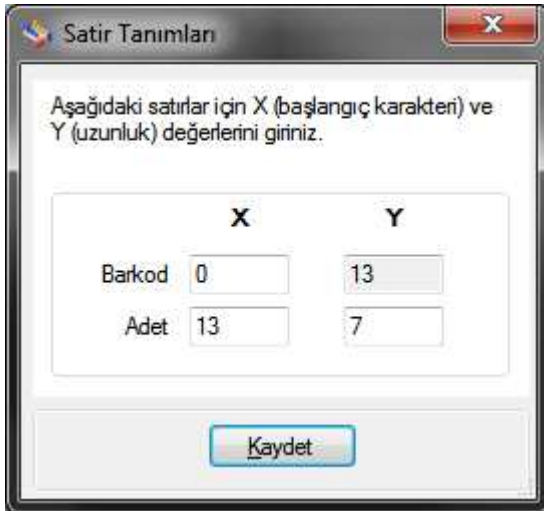 Satir Tanımları
Aşağıdaki satırlar için X (başlangıç karakteri) ve
Y (uzunluk) değerlerini giriniz.
X Y
Barkod 0 13
Adet 13 7
Kaydet